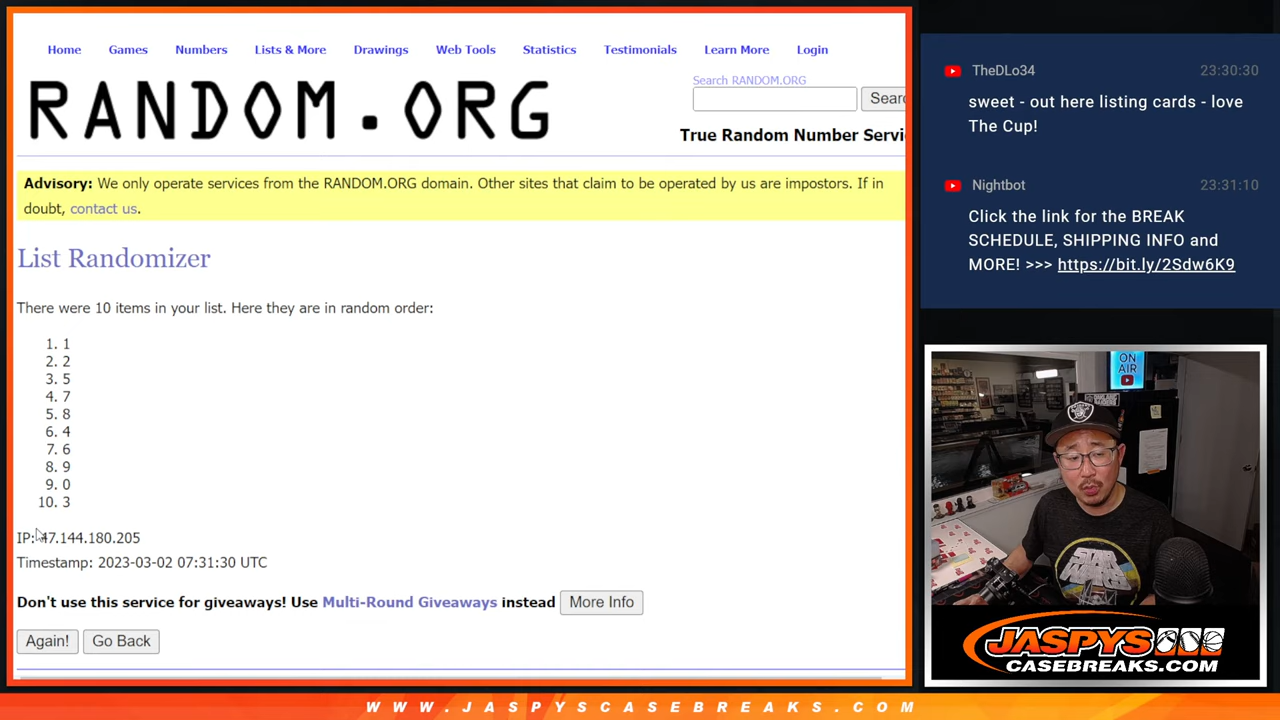 Home Games Numbers Lists & More Drawings Web Tools Statistics Testimonials Learn More Login
RANDOM.ORG
Search RANDOM.ORG
Searc
True Random Number Servi
Advisory: We only operate services from the RANDOM.ORG domain. Other sites that claim to be operated by us are impostors. If in
doubt, contact us.
List Randomizer
There were 10 items in your list. Here they are in random order:
1. 1
2. 2
3. 5
4. 7
5. 8
6. 4
7. 6
8. 9
9. 0
10. 3
IP: 47.144.180.205
Timestamp: 2023-03-02 07:31:30 UTC
Don't use this service for giveaways! Use Multi-Round Giveaways instead More Info
Again! Go Back
TheDLo34 23:30:30
sweet - out here listing cards - love
The Cup!
Nightbot 23:31:10
Click the link for the BREAK
SCHEDULE, SHIPPING INFO and
MORE! >>> https://bit.ly/2Sdw6K9
ON
AIR
STAR
WARS
JASPYS
CASEBREAKS.COM
WWW.JASPYSCASEBREAKS.COM